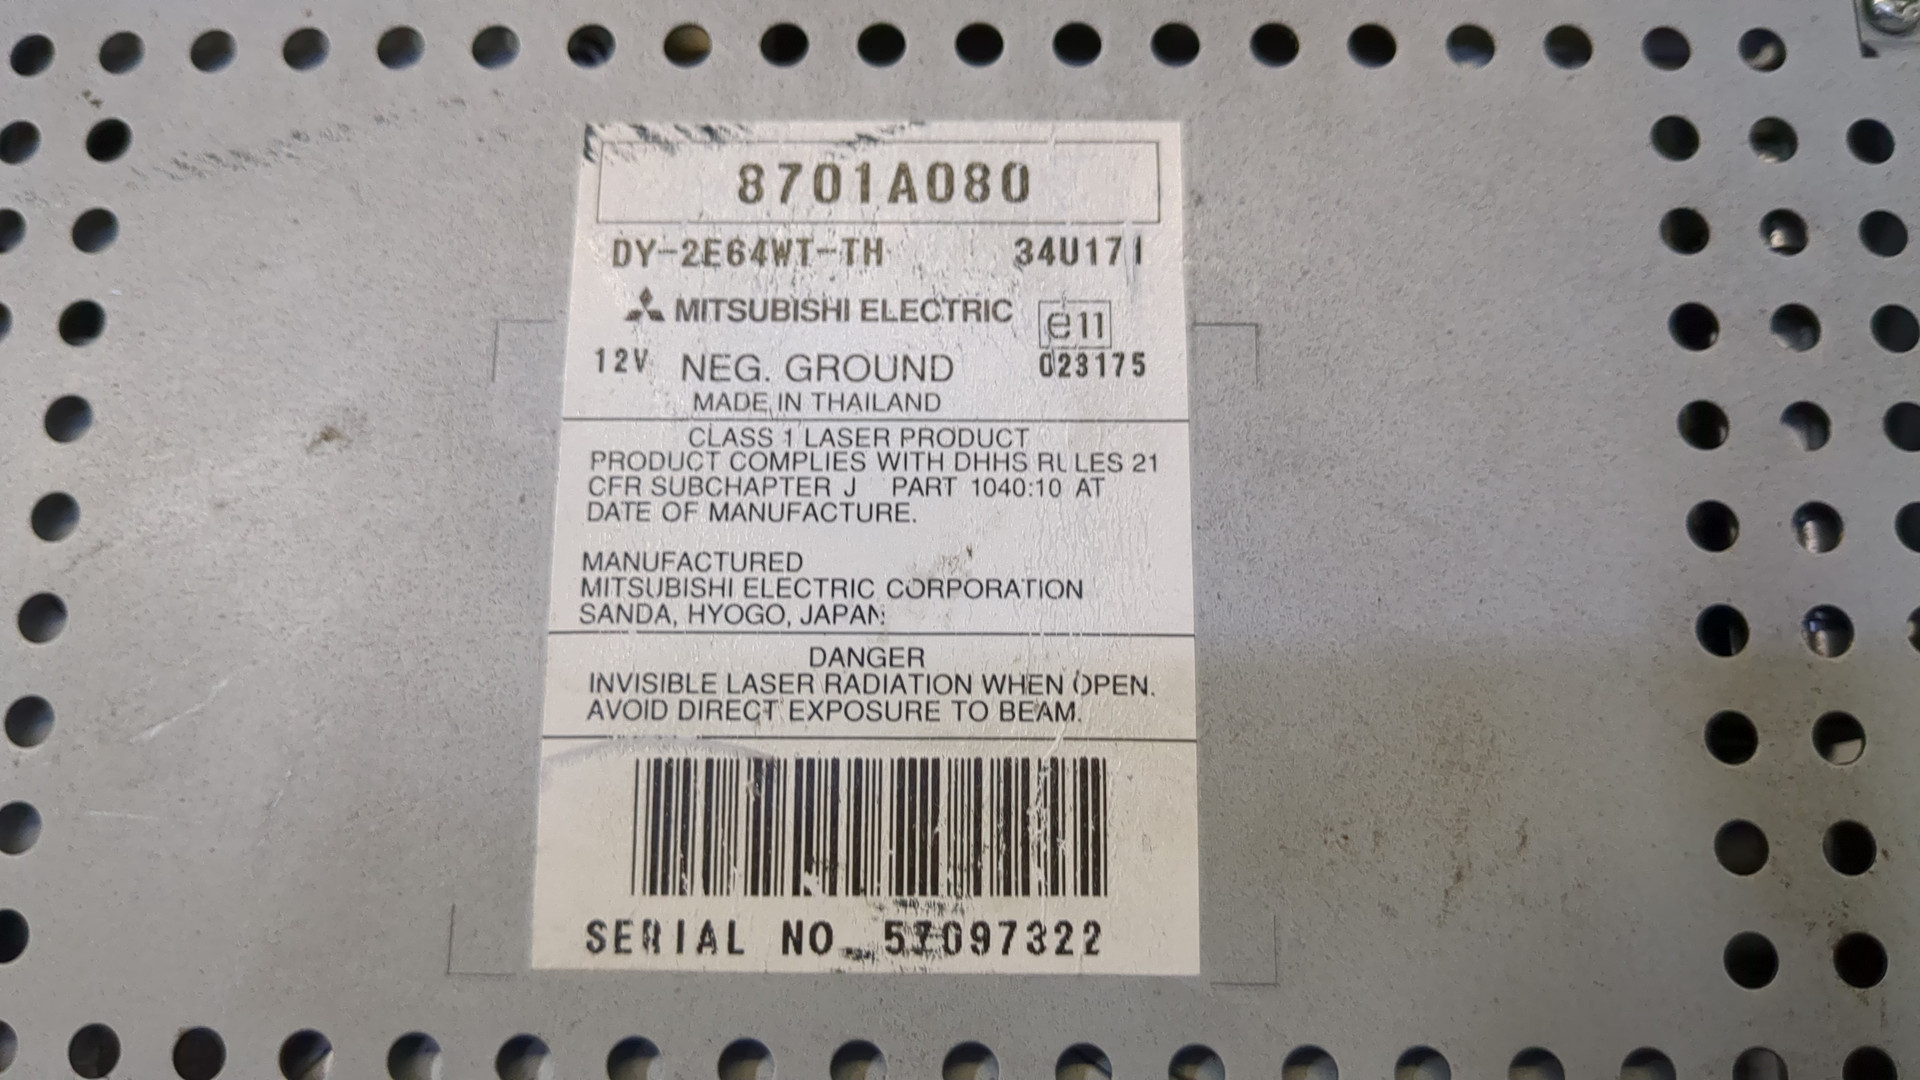 8701A080
DY-2E64WT-TH 34U17
MITSUBISHI ELECTRIC e11
12V NEG. GROUND 023175
MADE IN THAILAND
CLASS 1 LASER PRODUCT
PRODUCT COMPLIES WITH DHHS RULES 21
CFR SUBCHAPTER J PART 1040:10 AT
DATE OF MANUFACTURE.
MANUFACTURED
MITSUBISHI ELECTRIC CORPORATION
SANDA, HYOGO, JAPAN
DANGER
INVISIBLE LASER RADIATION WHEN OPEN.
AVOID DIRECT EXPOSURE TO BEAM.
SERIAL NO.